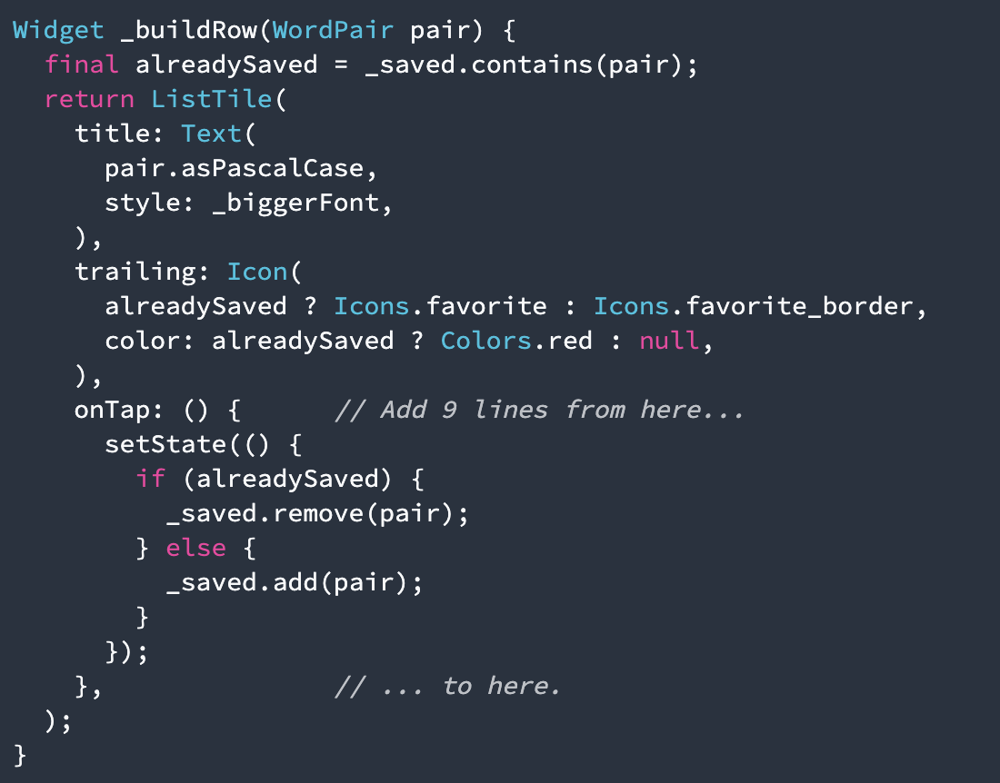 Widget _buildRow(WordPair pair) {
  final alreadySaved = _saved.contains(pair);
  return ListTile(
    title: Text(
      pair.asPascalCase,
      style: _biggerFont,
    ),
    trailing: Icon(
      alreadySaved ? Icons.favorite : Icons.favorite_border,
      color: alreadySaved ? Colors.red : null,
    ),
    onTap: () {      // Add 9 lines from here...
      setState(() {
        if (alreadySaved) {
          _saved.remove(pair);
        } else {
          _saved.add(pair);
        }
      });
    },               // ... to here.
  );
}